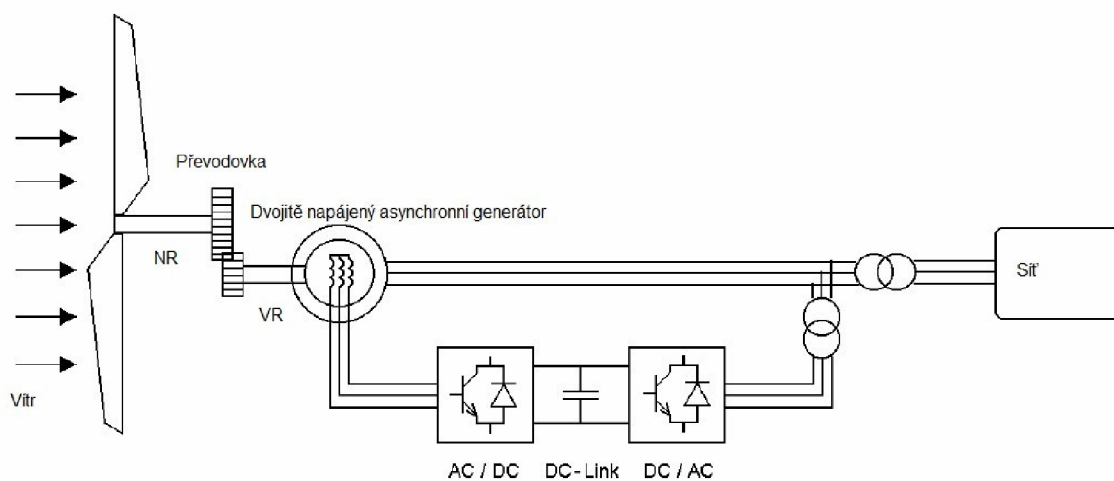 Převodovka
Dvojitě napájený asynchronní generátor
NR
Síť
VR
Vítr
AC / DC
DC - Link
DC / AC